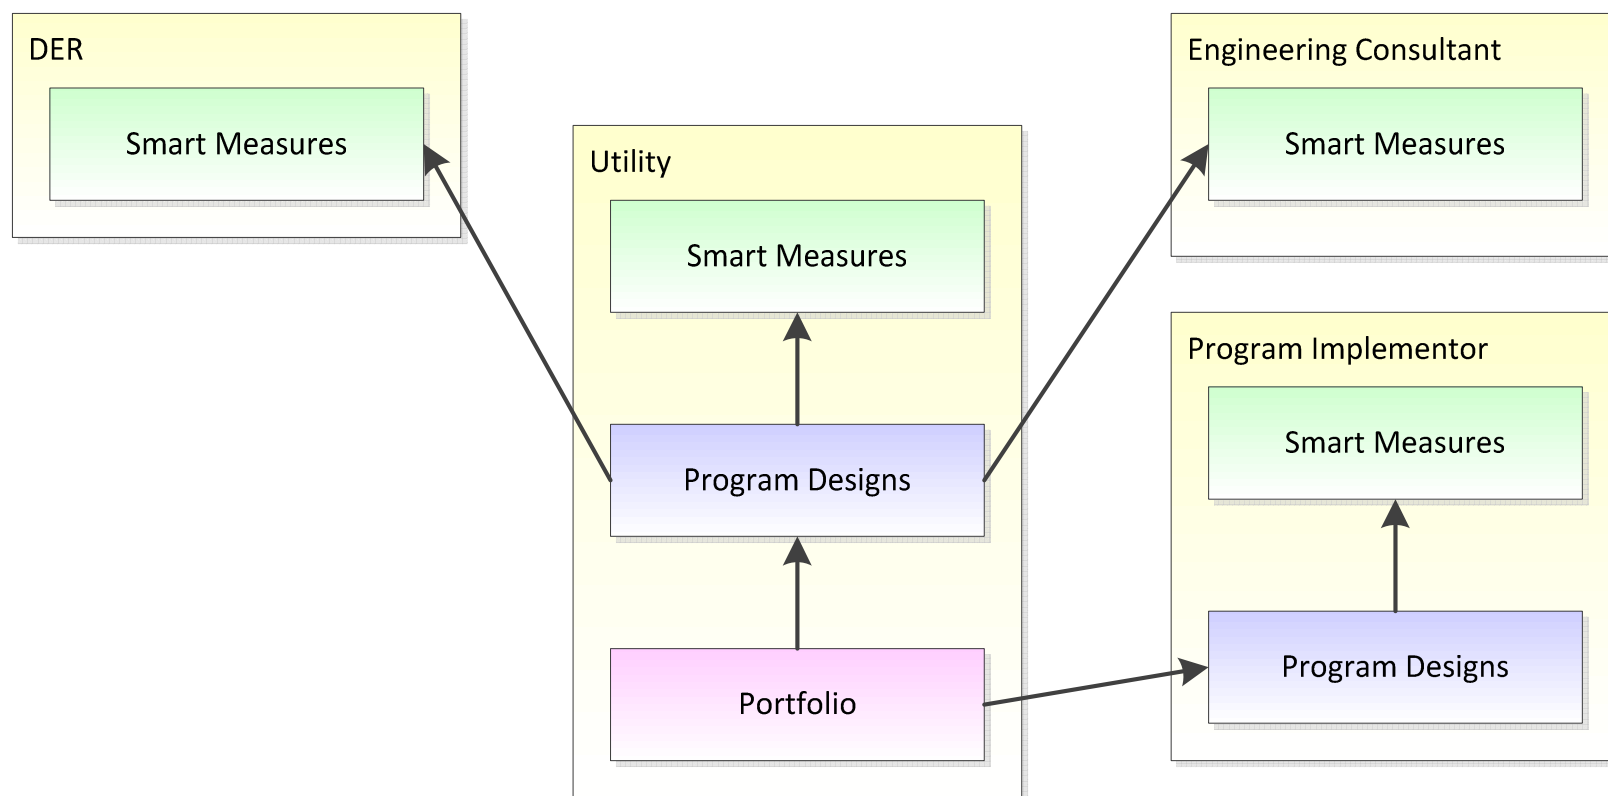 DER
Smart Measures
Utility
Smart Measures
Program Designs
Portfolio
Engineering Consultant
Smart Measures
Program Implementor
Smart Measures
Program Designs